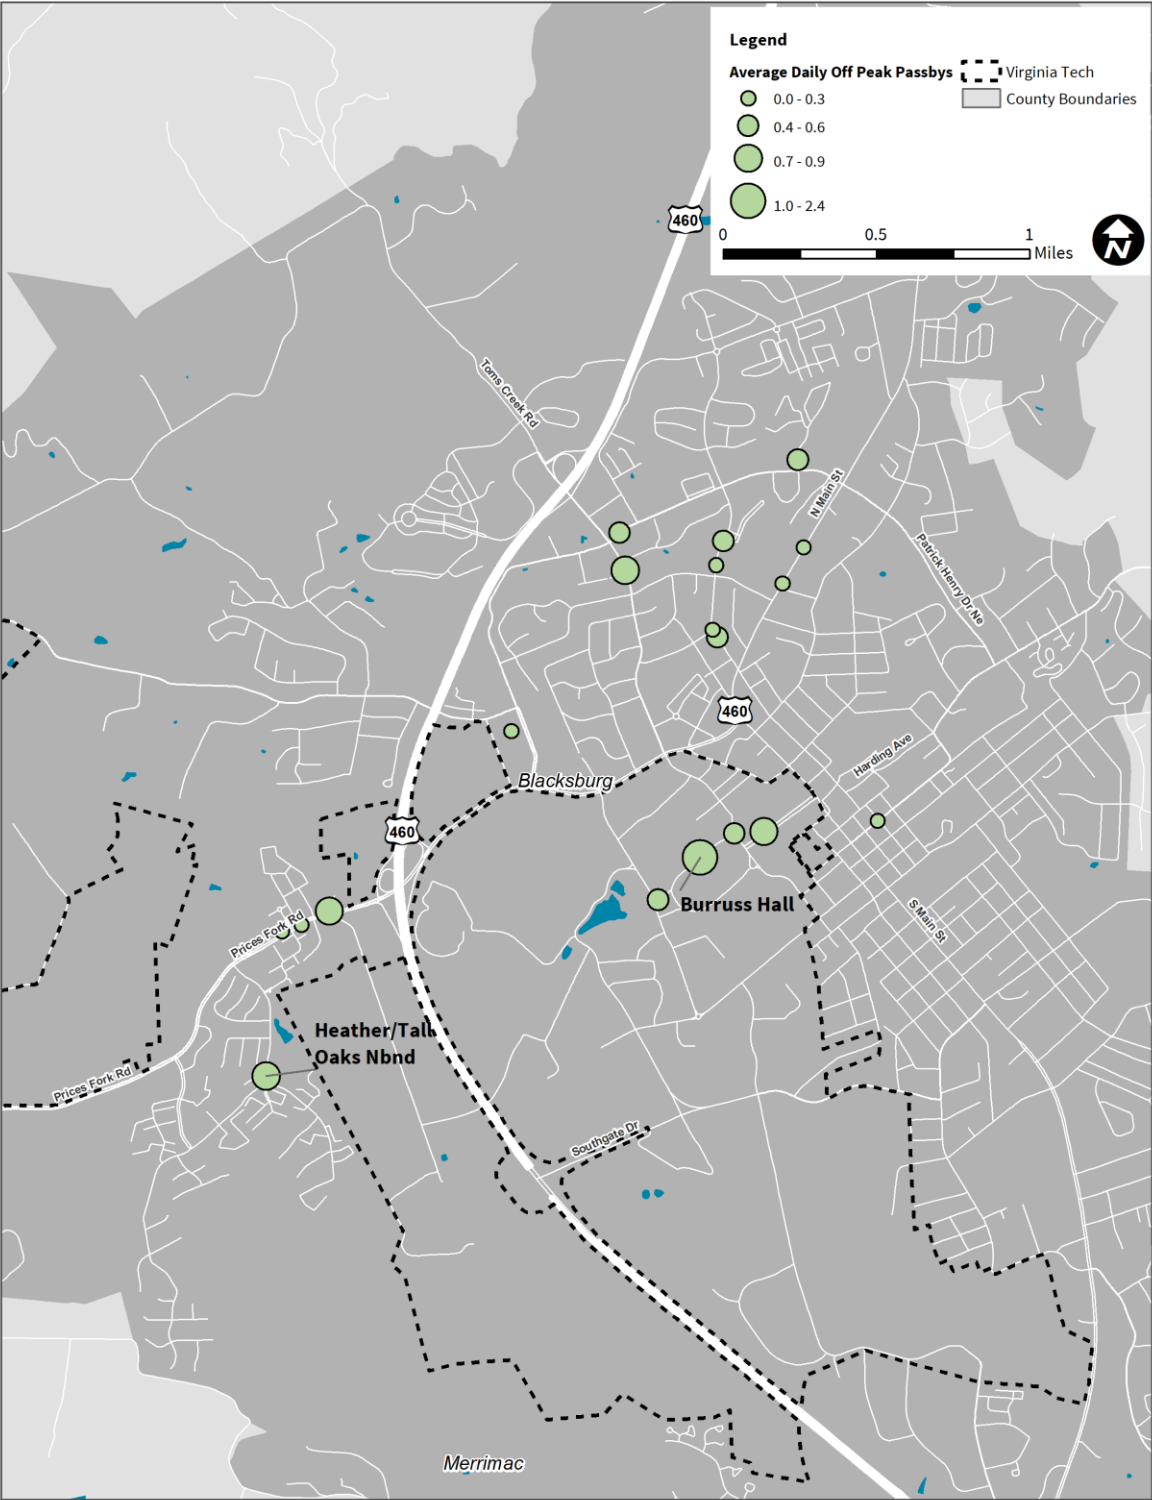 Legend
Average Daily Off Peak Passbys
0.0 - 0.3
0.4 - 0.6
0.7 - 0.9
1.0 - 2.4
Virginia Tech
County Boundaries
0 0.5 1
Miles
N
460
Toms Creek Rd
N Main St
Patrick Henry Dr Ne
460
Harding Ave
Blacksburg
460
Burruss Hall
S Main St
Prices Fork Rd
Heather/Tall
Oaks Nbnd
Prices Fork Rd
Southgate Dr
Merrimac